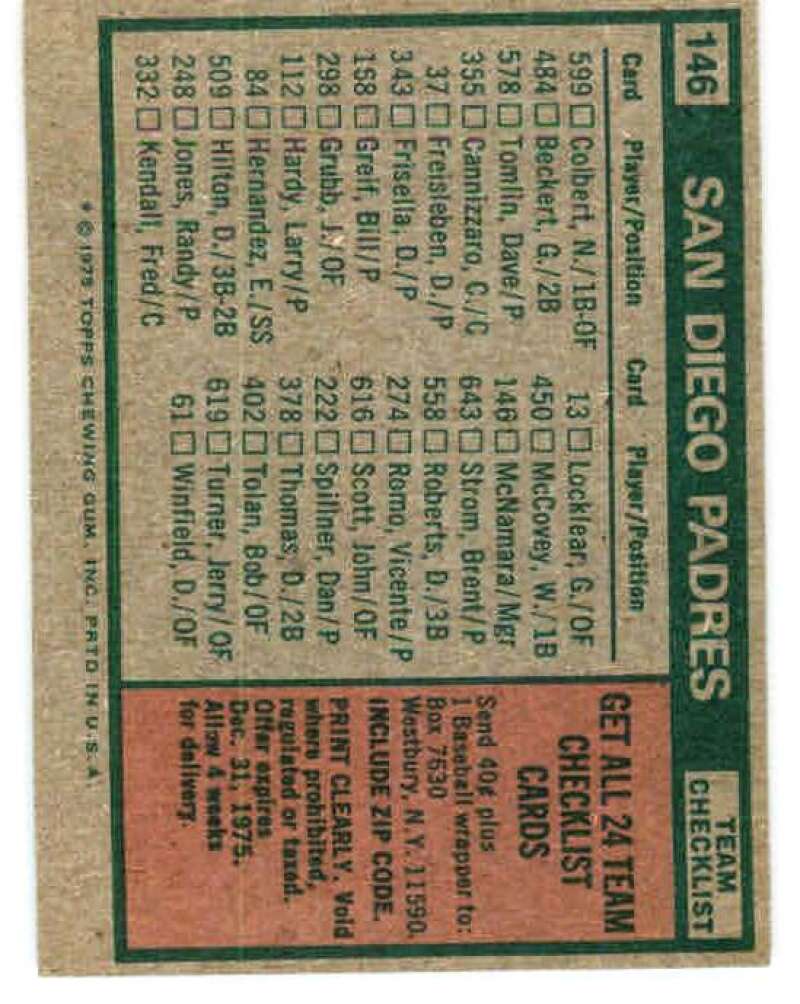 146
SAN DIEGO PADRES
TEAM
CHECKLIST
Card Player/Position
599 Colbert, N./1B-OF
484 Beckert, G./2B
578 Tomlin, Dave/P
355 Cannizzaro, C./C
37 Freisleben, D./P
343 Frisella, D./P
168 Greif, Bill/P
298 Grubb, J./OF
112 Hardy, Larry/P
84 Hernandez, E./SS
509 Hilton, D./3B-2B
248 Jones, Randy/P
332 Kendall, Fred/C
Card Player/Position
13 Locklear, G./OF
450 McCovey, W./1B
146 McNamara/Mgr
643 Strom, Brent/P
558 Roberts, D./3B
274 Romo, Vicente/P
616 Scott, John/OF
222 Spillner, Dan/P
378 Thomas, D./2B
402 Tolan, Bob/OF
619 Turner, Jerry/OF
61 Winfield, D./OF
GET ALL 24 TEAM
CHECKLIST
CARDS
Send 40¢ plus
1 Baseball wrapper to:
Box 7530
Westbury, N.Y. 11590.
INCLUDE ZIP CODE.
PRINT CLEARLY. Void
where prohibited,
regulated or taxed.
Offer expires
Dec. 31, 1975.
Allow 4 weeks
for delivery.
* © 1975 TOPPS CHEWING GUM, INC. PRTD IN U.S.A.